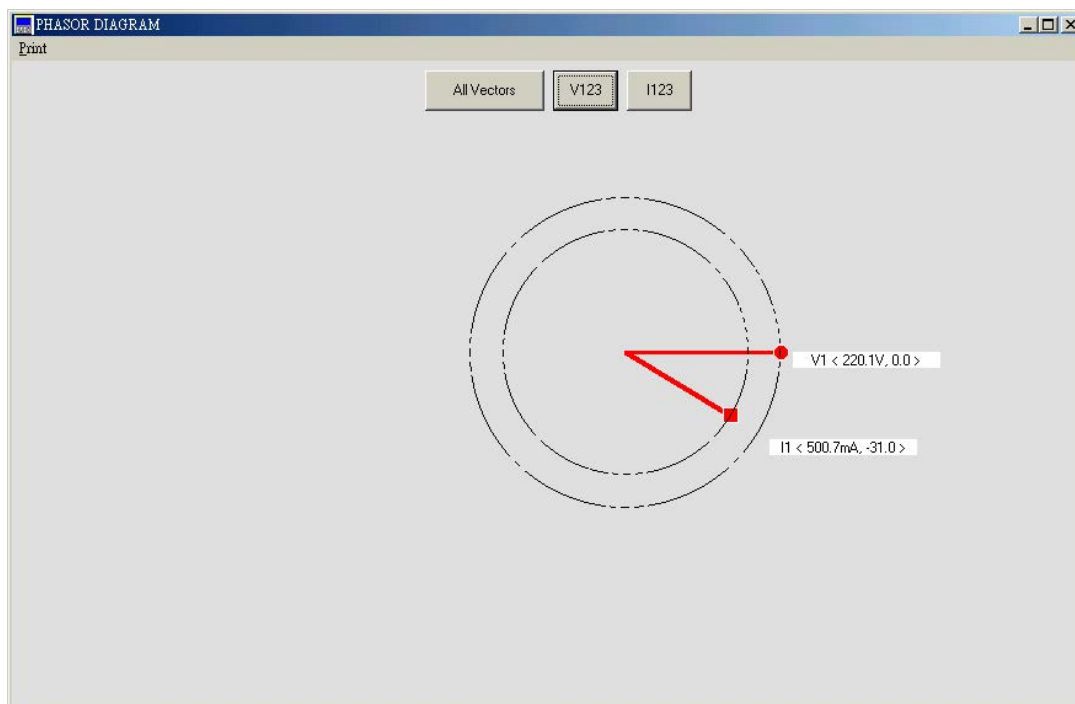 PHASOR DIAGRAM
Print
All Vectors V123 I123
V1 < 220.1V, 0.0 >
I1 < 500.7mA, -31.0 >